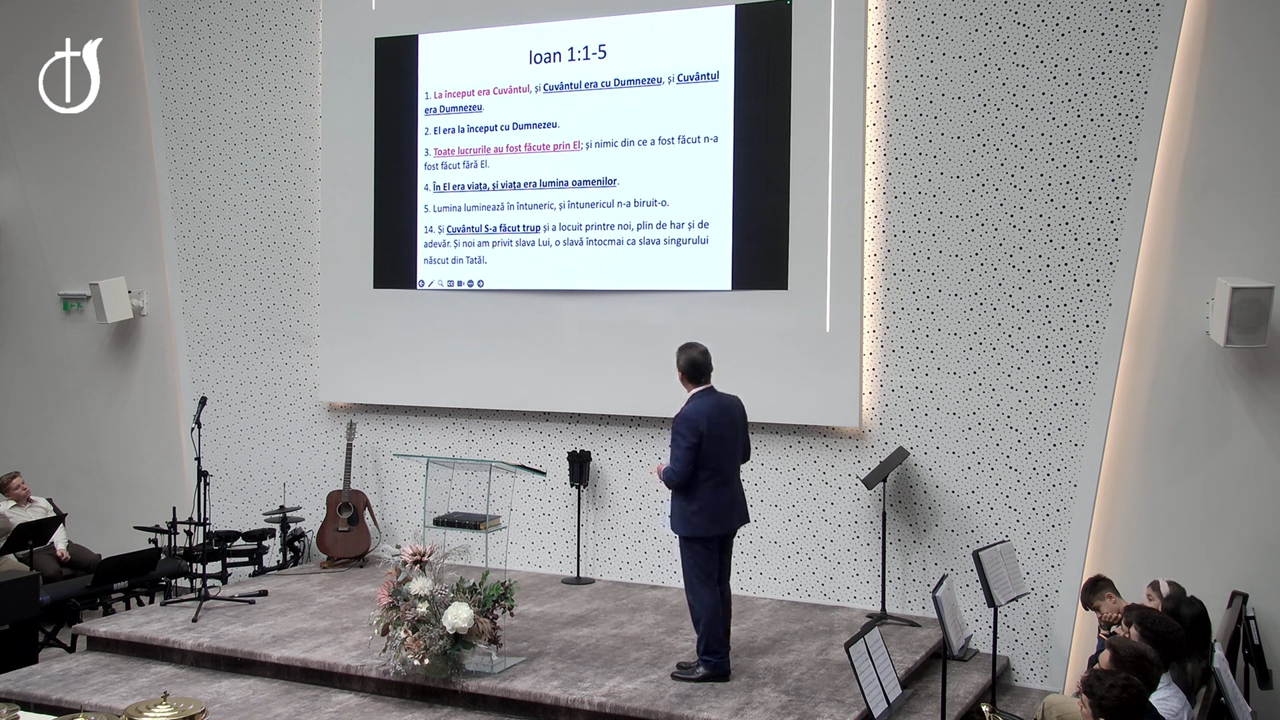 Ioan 1:1-5
1. La început era Cuvântul, și Cuvântul era cu Dumnezeu, și Cuvântul
era Dumnezeu.
2. El era la început cu Dumnezeu.
3. Toate lucrurile au fost făcute prin El; și nimic din ce a fost făcut n-a
fost făcut fără El.
4. În El era viața, și viața era lumina oamenilor.
5. Lumina luminează în întuneric, și întunericul n-a biruit-o.
14. Și Cuvântul S-a făcut trup și a locuit printre noi, plin de har și de
adevăr. Și noi am privit slava Lui, o slavă întocmai ca slava singurului
născut din Tatăl.